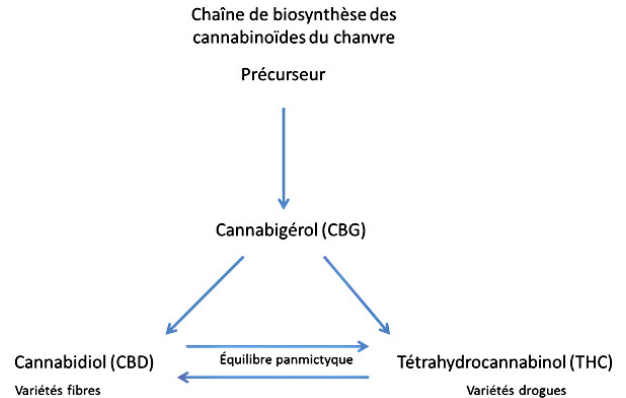 Chaîne de biosynthèse des
cannabinoïdes du chanvre
Précurseur
Cannabigérol (CBG)
Équilibre panmictyque
Cannabidiol (CBD)
Tétrahydrocannabinol (THC)
Variétés fibres
Variétés drogues